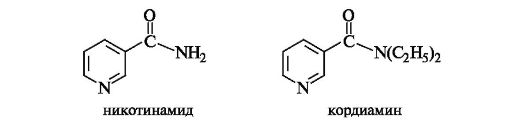 O O
C C
NH₂ N(C₂H₅)₂
N N
никотинамид кордиамин